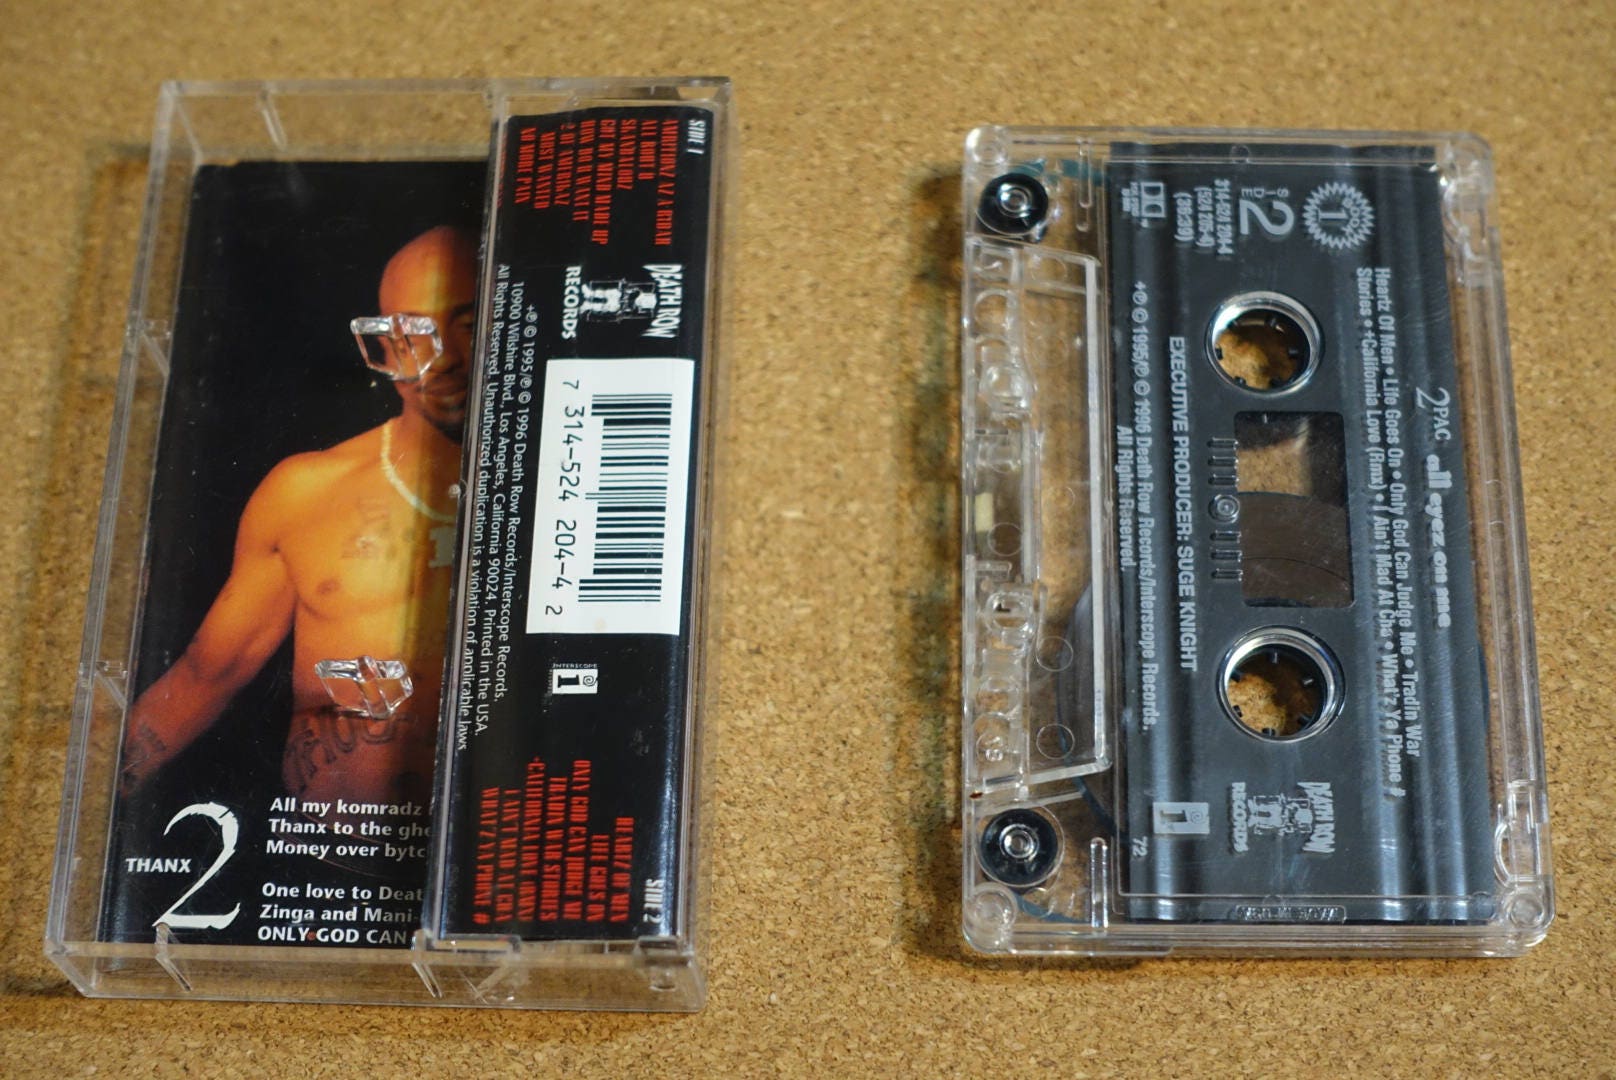 SIDE 1
AMBITIONZ AZ A RIDAH
ALL BOUT U
SKANDALOUZ
GOT MY MIND MADE UP
HOW DO U WANT IT
2 OF AMERIKAZ
MOST WANTED
NO MORE PAIN
DEATH ROW
RECORDS
7 314-524 204-4 2
+℗ © 1995/℗ © 1996 Death Row Records/Interscope Records.
10900 Wilshire Blvd., Los Angeles, California 90024. Printed in the USA.
All Rights Reserved. Unauthorized duplication is a violation of applicable laws
INTERSCOPE
SIDE 2
HEARTZ OF MEN
LIFE GOES ON
ONLY GOD CAN JUDGE ME
TRADIN WAR STORIES
+CALIFORNIA LOVE (RMX)
I AIN'T MAD AT CHA
WHAT'Z YA PHONE #
THANX
2
All my komradz
Thanx to the
Money over
One love to
Zinga and
ONLY GOD CAN
2PAC all eyez on me
Heartz Of Men • Life Goes On • Only God Can Judge Me • Tradin War
Stories • +California Love (Rmx) • I Ain't Mad At Cha • What'z Ya Phone #
1
SIDE
2
314-524 204-4
EXECUTIVE PRODUCER: SUGE KNIGHT
+℗ © 1995/℗ © 1996 Death Row Records/Interscope Records.
All Rights Reserved
DEATH ROW
RECORDS
72